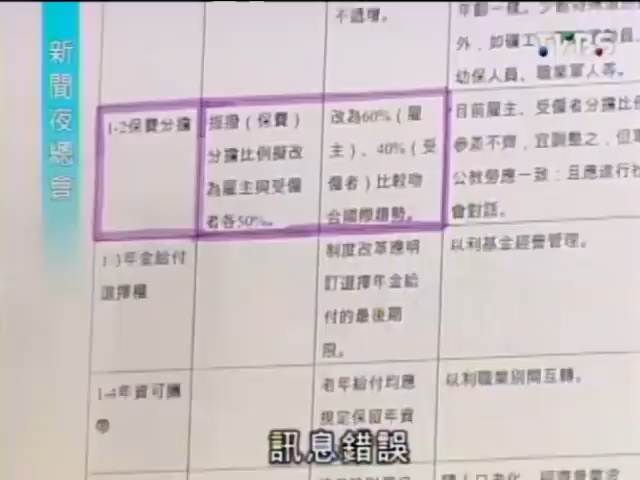 新聞夜總會
TVBS
不遞增。
外，如礦工
幼保人員、職業軍人等。
1-2保費分擔
提撥（保費）
分擔比例擬改
為雇主與受僱
者各50%。
改為60%（雇
主）、40%（受
僱者）比較吻
合國際趨勢。
目前雇主、受僱者分擔比例
參差不齊，宜調整之，但軍
公教勞應一致；且應進行社
會對話。
1-3年金給付
選擇權
制度改革應明
訂選擇年金給
付的最後期
限。
以利基金經營管理。
1-4年資可攜
帶
老年給付均應
規定保留年資
以利職業別間互轉。
訊息錯誤